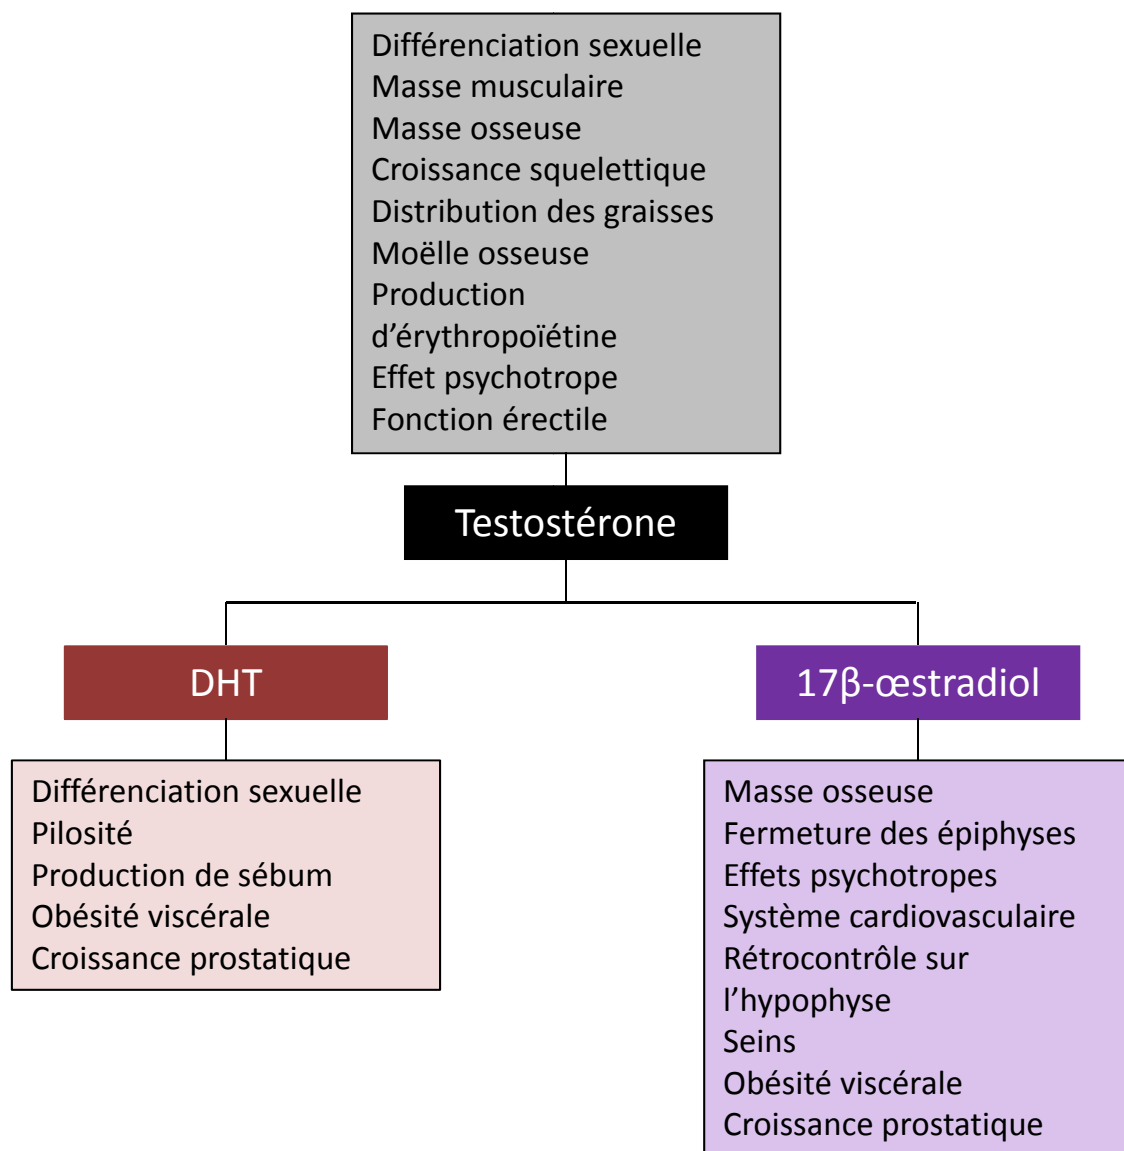 Différenciation sexuelle
Masse musculaire
Masse osseuse
Croissance squelettique
Distribution des graisses
Moëlle osseuse
Production
d’érythropoïétine
Effet psychotrope
Fonction érectile
Testostérone
DHT
Différenciation sexuelle
Pilosité
Production de sébum
Obésité viscérale
Croissance prostatique
17β-œstradiol
Masse osseuse
Fermeture des épiphyses
Effets psychotropes
Système cardiovasculaire
Rétrocontrôle sur
l’hypophyse
Seins
Obésité viscérale
Croissance prostatique